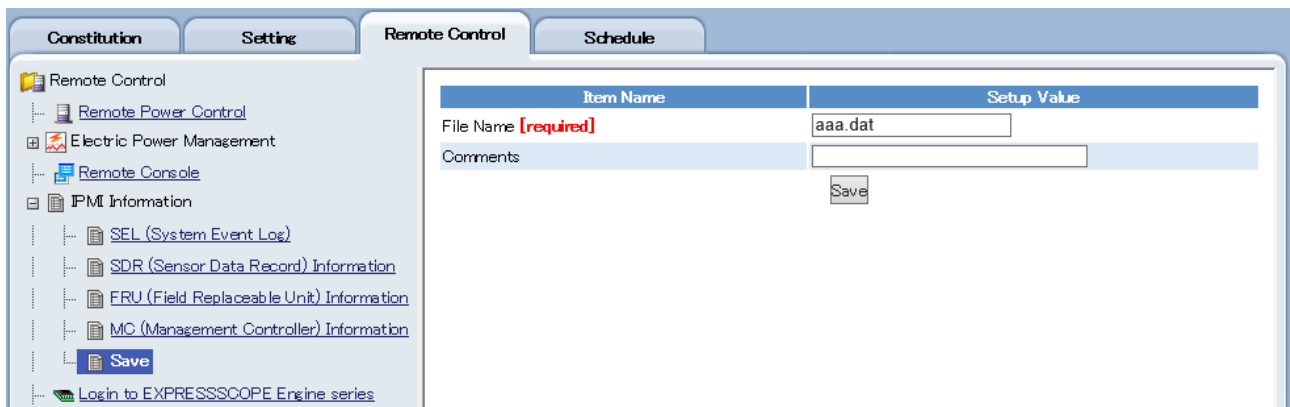 Constitution Setting Remote Control Schedule
Remote Control
Remote Power Control
Electric Power Management
Remote Console
IPMI Information
SEL (System Event Log)
SDR (Sensor Data Record) Information
FRU (Field Replaceable Unit) Information
MC (Management Controller) Information
Save
Login to EXPRESSSCOPE Engine series
Item Name Setup Value
File Name [required] aaa.dat
Comments
Save